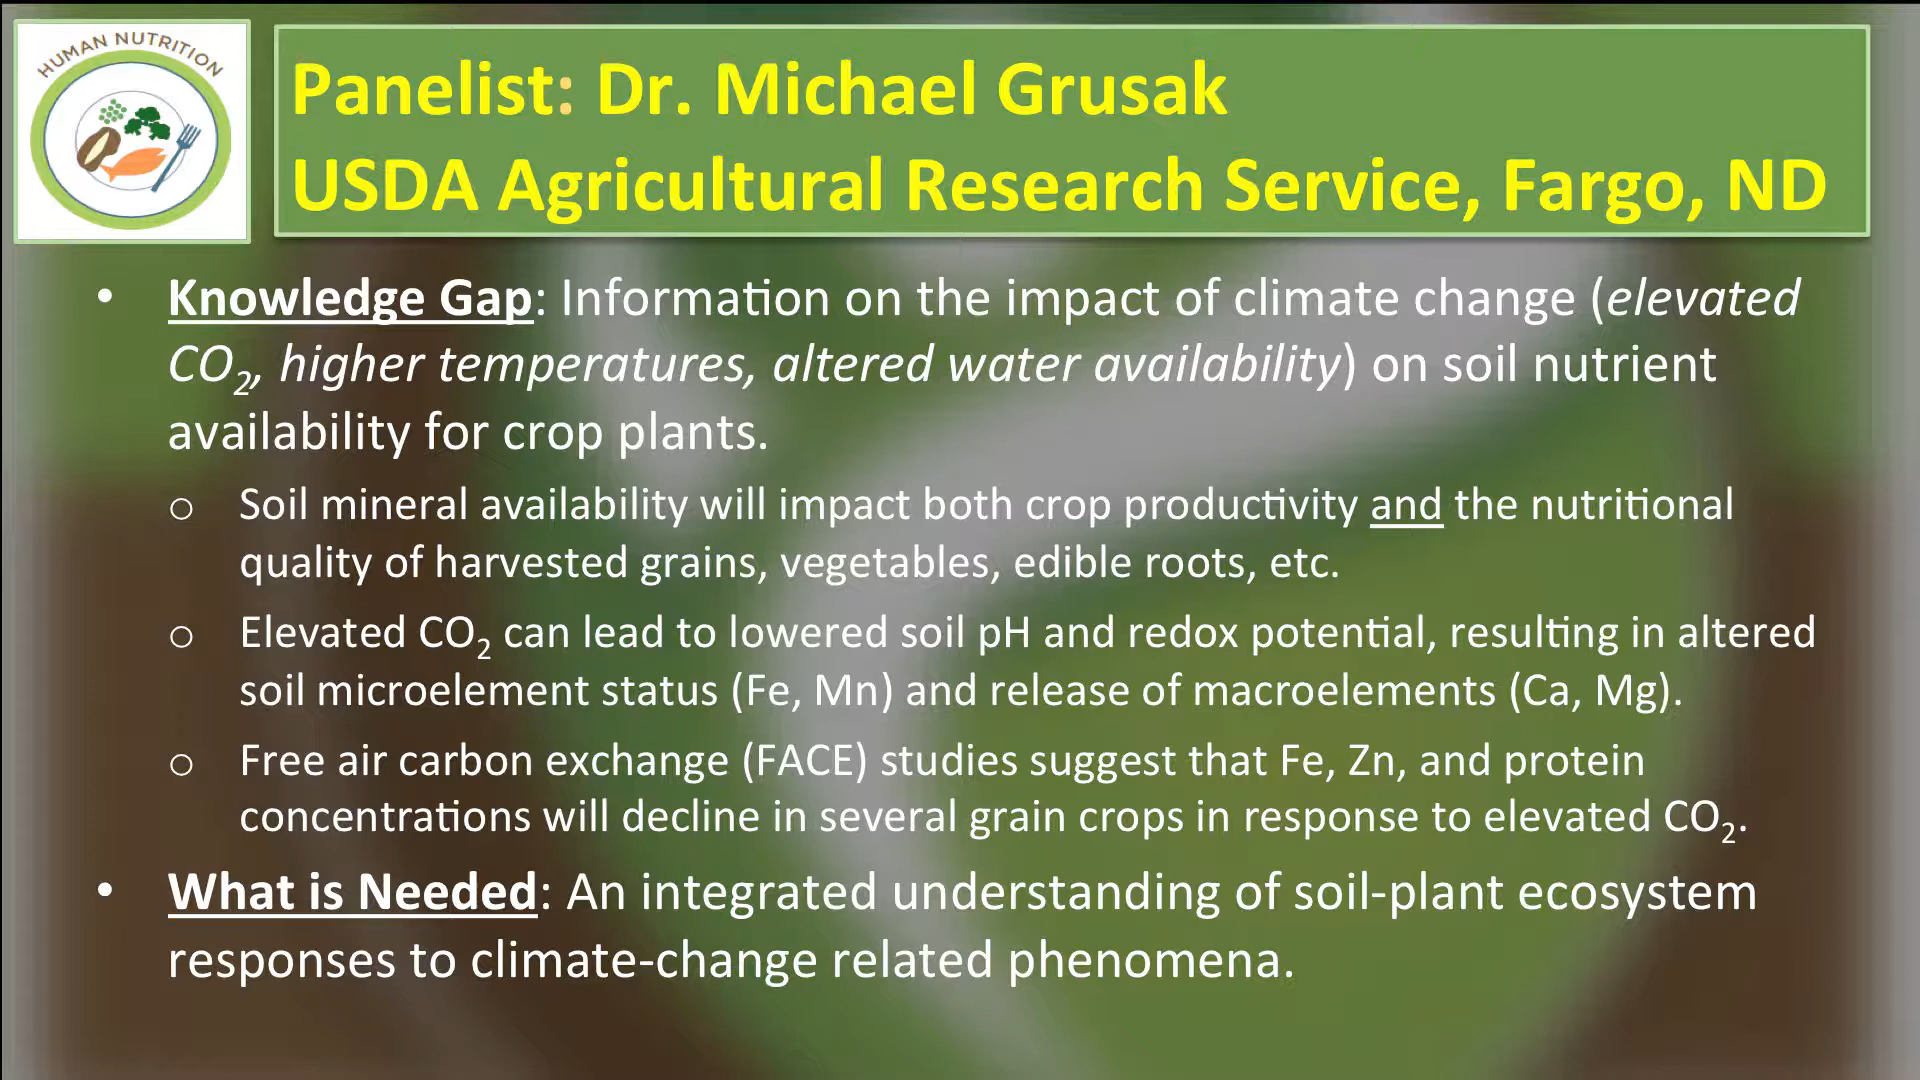 HUMAN NUTRITION
Panelist: Dr. Michael Grusak
USDA Agricultural Research Service, Fargo, ND
• Knowledge Gap: Information on the impact of climate change (elevated
CO₂, higher temperatures, altered water availability) on soil nutrient
availability for crop plants.
o Soil mineral availability will impact both crop productivity and the nutritional
quality of harvested grains, vegetables, edible roots, etc.
o Elevated CO₂ can lead to lowered soil pH and redox potential, resulting in altered
soil microelement status (Fe, Mn) and release of macroelements (Ca, Mg).
o Free air carbon exchange (FACE) studies suggest that Fe, Zn, and protein
concentrations will decline in several grain crops in response to elevated CO₂.
• What is Needed: An integrated understanding of soil-plant ecosystem
responses to climate-change related phenomena.